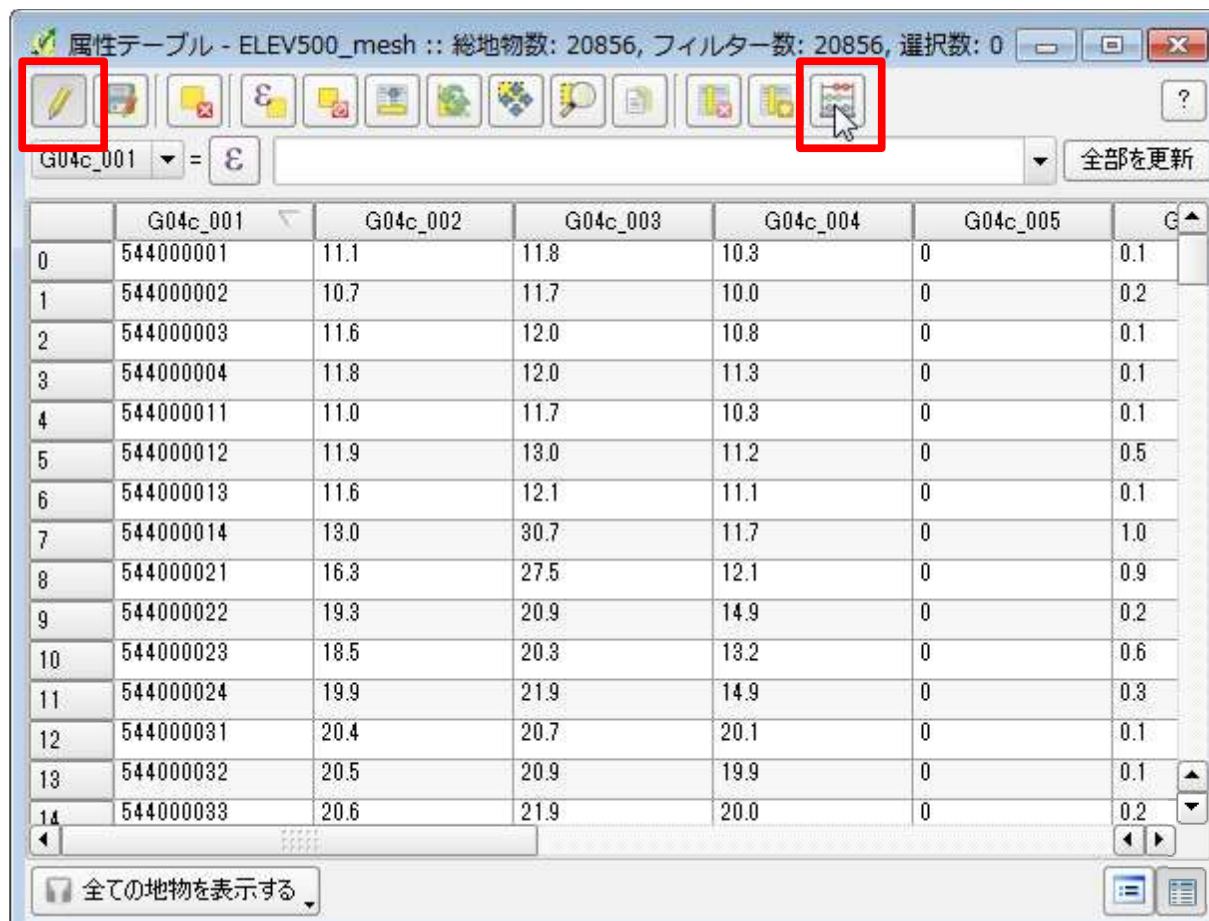 属性テーブル - ELEV500_mesh :: 総地物数: 20856, フィルター数: 20856, 選択数: 0
?
G04c_001 = ε 全部を更新
G04c_001 G04c_002 G04c_003 G04c_004 G04c_005 G
0 544000001 11.1 11.8 10.3 0 0.1
1 544000002 10.7 11.7 10.0 0 0.2
2 544000003 11.6 12.0 10.8 0 0.1
3 544000004 11.8 12.0 11.3 0 0.1
4 544000011 11.0 11.7 10.3 0 0.1
5 544000012 11.9 13.0 11.2 0 0.5
6 544000013 11.6 12.1 11.1 0 0.1
7 544000014 13.0 30.7 11.7 0 1.0
8 544000021 16.3 27.5 12.1 0 0.9
9 544000022 19.3 20.9 14.9 0 0.2
10 544000023 18.5 20.3 13.2 0 0.6
11 544000024 19.9 21.9 14.9 0 0.3
12 544000031 20.4 20.7 20.1 0 0.1
13 544000032 20.5 20.9 19.9 0 0.1
14 544000033 20.6 21.9 20.0 0 0.2
全ての地物を表示する